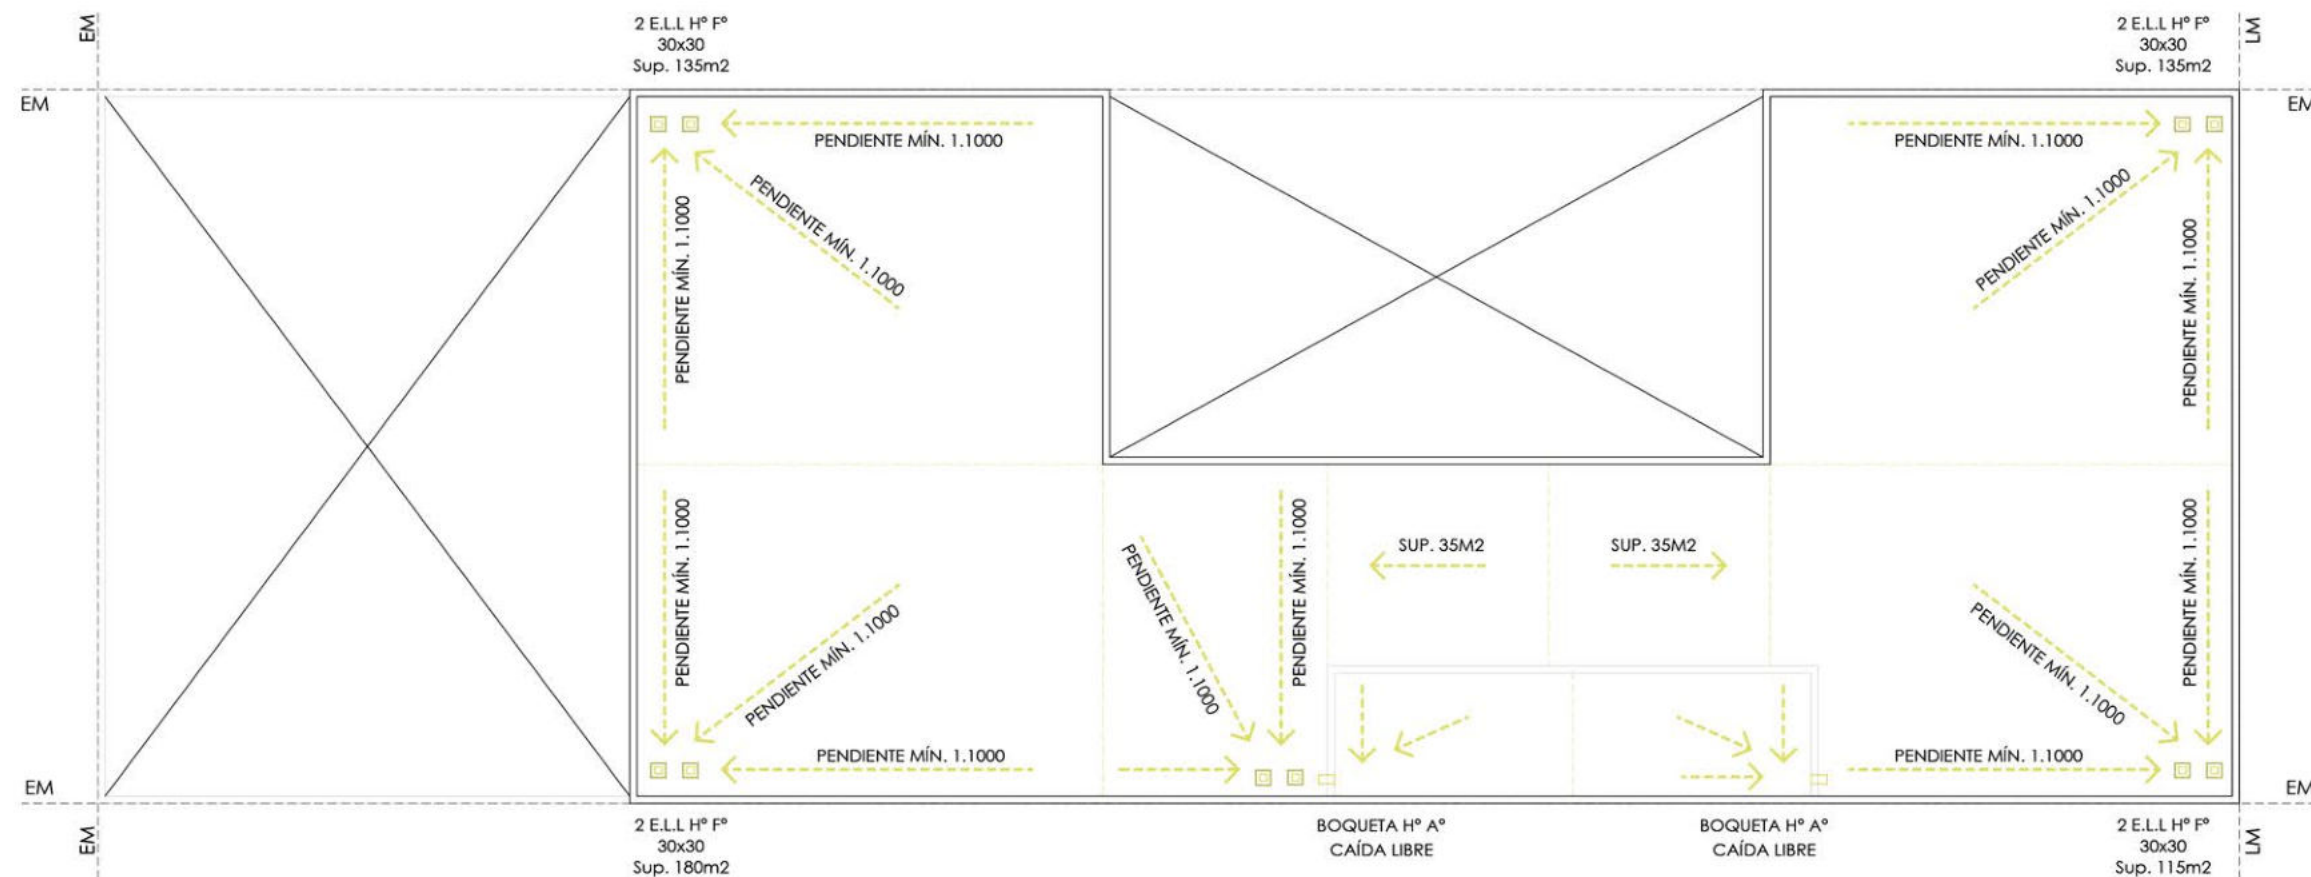 EM
2 E.L.L Hº Fº
30x30
Sup. 135m2
2 E.L.L Hº Fº
30x30
Sup. 135m2
LM
EM
EM
PENDIENTE MÍN. 1.1000
PENDIENTE MÍN. 1.1000
PENDIENTE MÍN. 1.1000
PENDIENTE MÍN. 1.1000
PENDIENTE MÍN. 1.1000
PENDIENTE MÍN. 1.1000
PENDIENTE MÍN. 1.1000
PENDIENTE MÍN. 1.1000
PENDIENTE MÍN. 1.1000
PENDIENTE MÍN. 1.1000
PENDIENTE MÍN. 1.1000
SUP. 35M2
SUP. 35M2
PENDIENTE MÍN. 1.1000
PENDIENTE MÍN. 1.1000
PENDIENTE MÍN. 1.1000
PENDIENTE MÍN. 1.1000
EM
EM
EM
2 E.L.L Hº Fº
30x30
Sup. 180m2
BOQUETA Hº Aº
CAÍDA LIBRE
BOQUETA Hº Aº
CAÍDA LIBRE
2 E.L.L Hº Fº
30x30
Sup. 115m2
LM